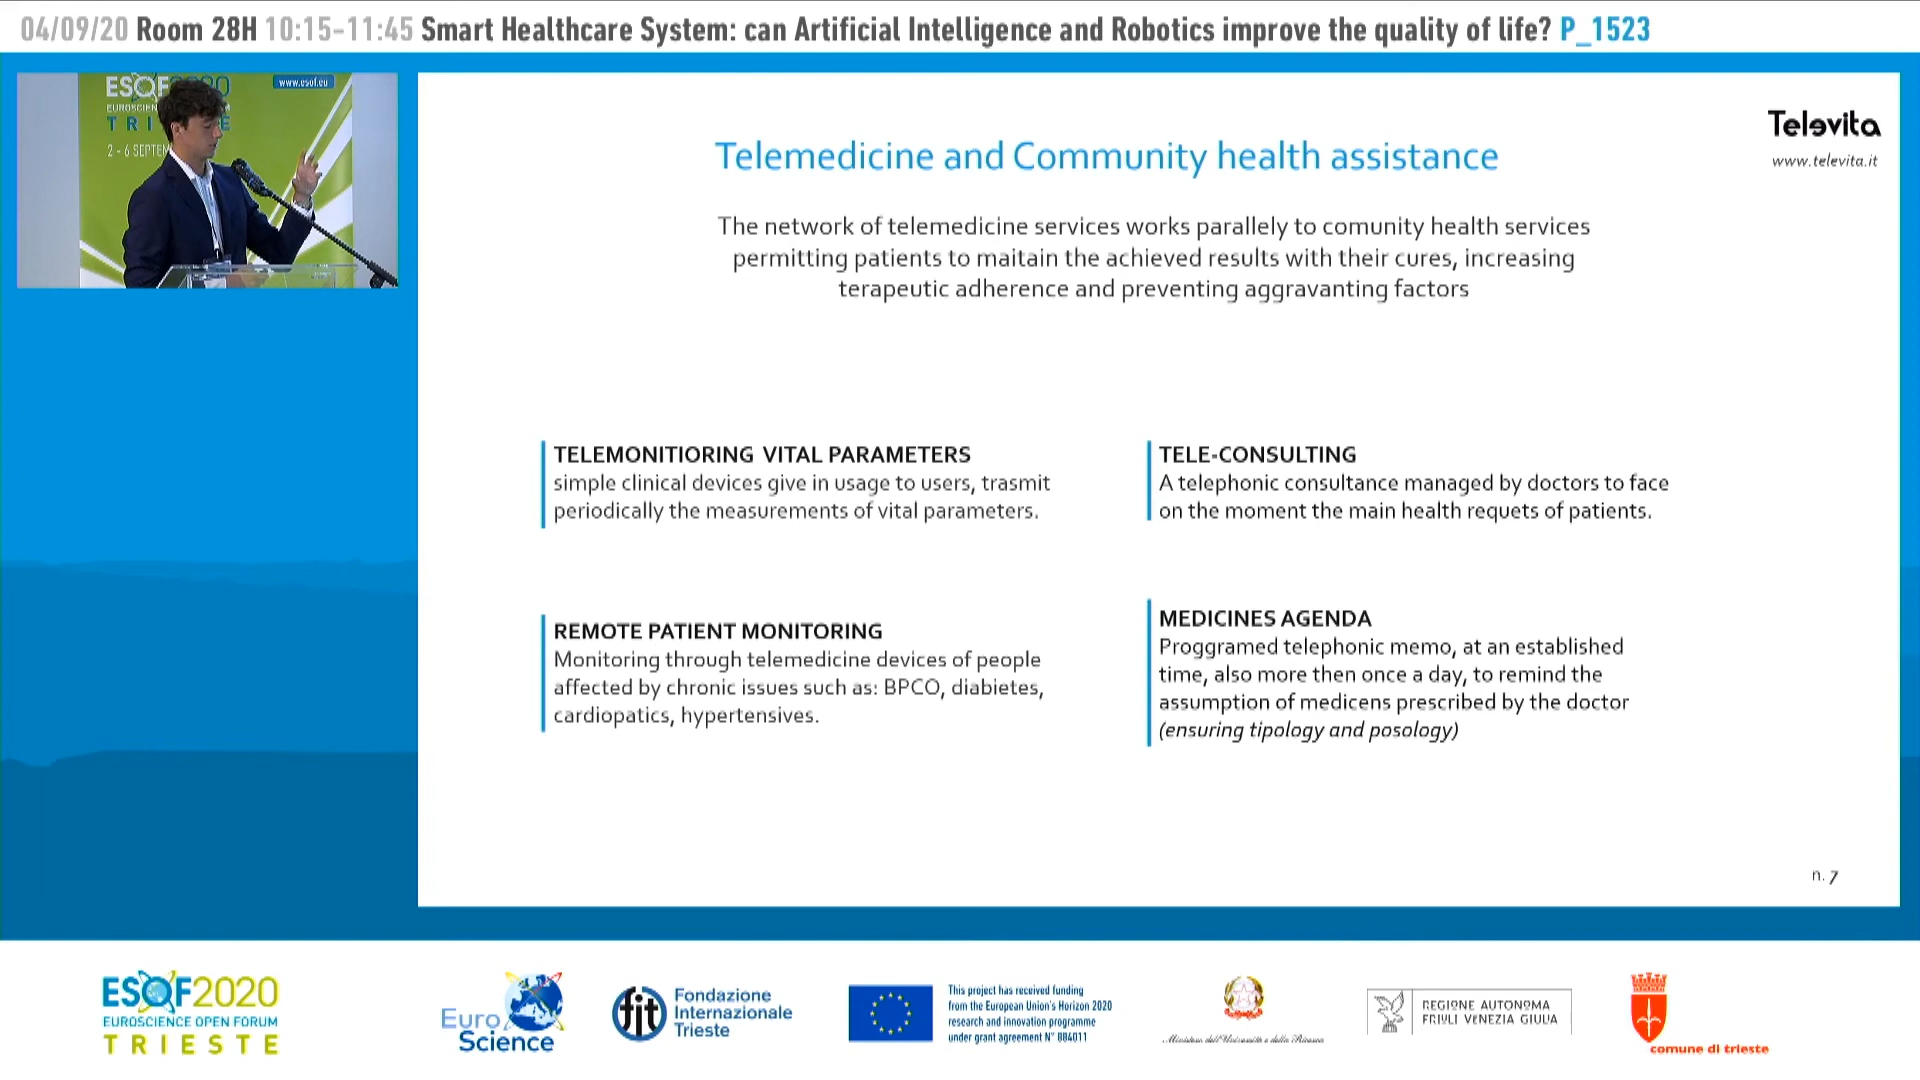 04/09/20 Room 28H 10:15-11:45 Smart Healthcare System: can Artificial Intelligence and Robotics improve the quality of life? P_1523
www.esof.eu
2 - 6 SEPTEM
Televita
www.televita.it
Telemedicine and Community health assistance
The network of telemedicine services works parallely to comunity health services
permitting patients to maitain the achieved results with their cures, increasing
terapeutic adherence and preventing aggravanting factors
TELEMONITIORING VITAL PARAMETERS
simple clinical devices give in usage to users, trasmit
periodically the measurements of vital parameters.
TELE-CONSULTING
A telephonic consultance managed by doctors to face
on the moment the main health requets of patients.
REMOTE PATIENT MONITORING
Monitoring through telemedicine devices of people
affected by chronic issues such as: BPCO, diabietes,
cardiopatics, hypertensives.
MEDICINES AGENDA
Proggramed telephonic memo, at an established
time, also more then once a day, to remind the
assumption of medicens prescribed by the doctor
(ensuring tipology and posology)
n. 7
ESOF2020
EUROSCIENCE OPEN FORUM
TRIESTE
Euro
Science
fit
Fondazione
Internazionale
Trieste
This project has received funding
from the European Union's Horizon 2020
research and innovation programme
under grant agreement N° 884011
Ministero dell'Università e della Ricerca
REGIONE AUTONOMA
FRIULI VENEZIA GIULIA
comune di trieste